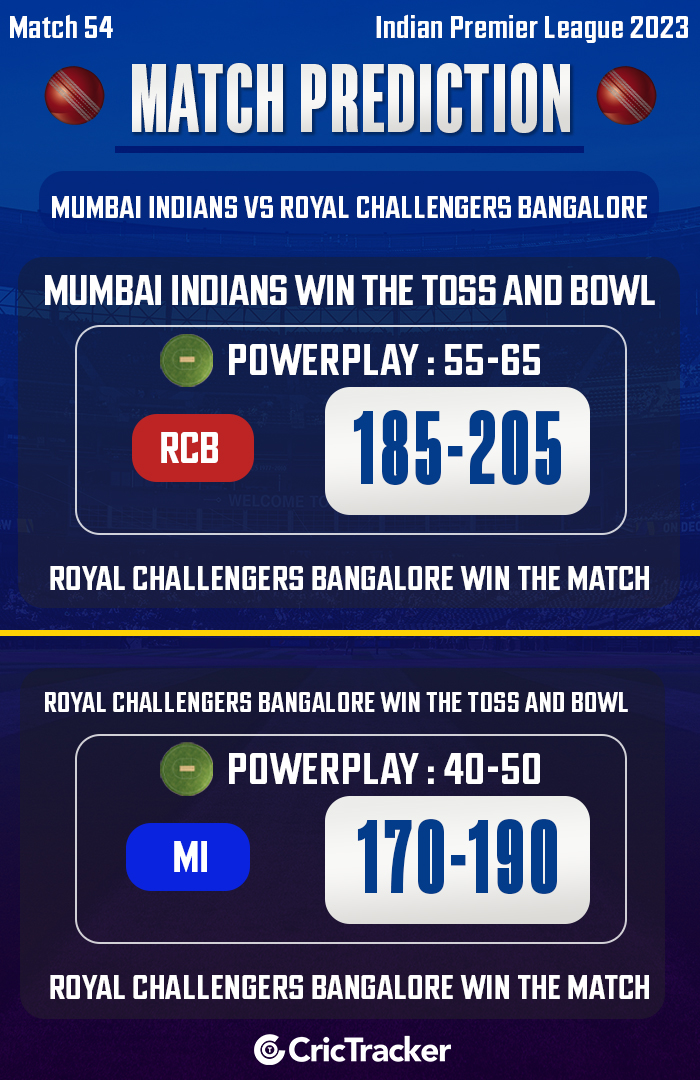 Match 54
Indian Premier League 2023
MATCH PREDICTION
MUMBAI INDIANS VS ROYAL CHALLENGERS BANGALORE
MUMBAI INDIANS WIN THE TOSS AND BOWL
POWERPLAY : 55-65
RCB
185-205
WELCOME TO
ROYAL CHALLENGERS BANGALORE WIN THE MATCH
ROYAL CHALLENGERS BANGALORE WIN THE TOSS AND BOWL
POWERPLAY : 40-50
MI
170-190
ROYAL CHALLENGERS BANGALORE WIN THE MATCH
CricTracker